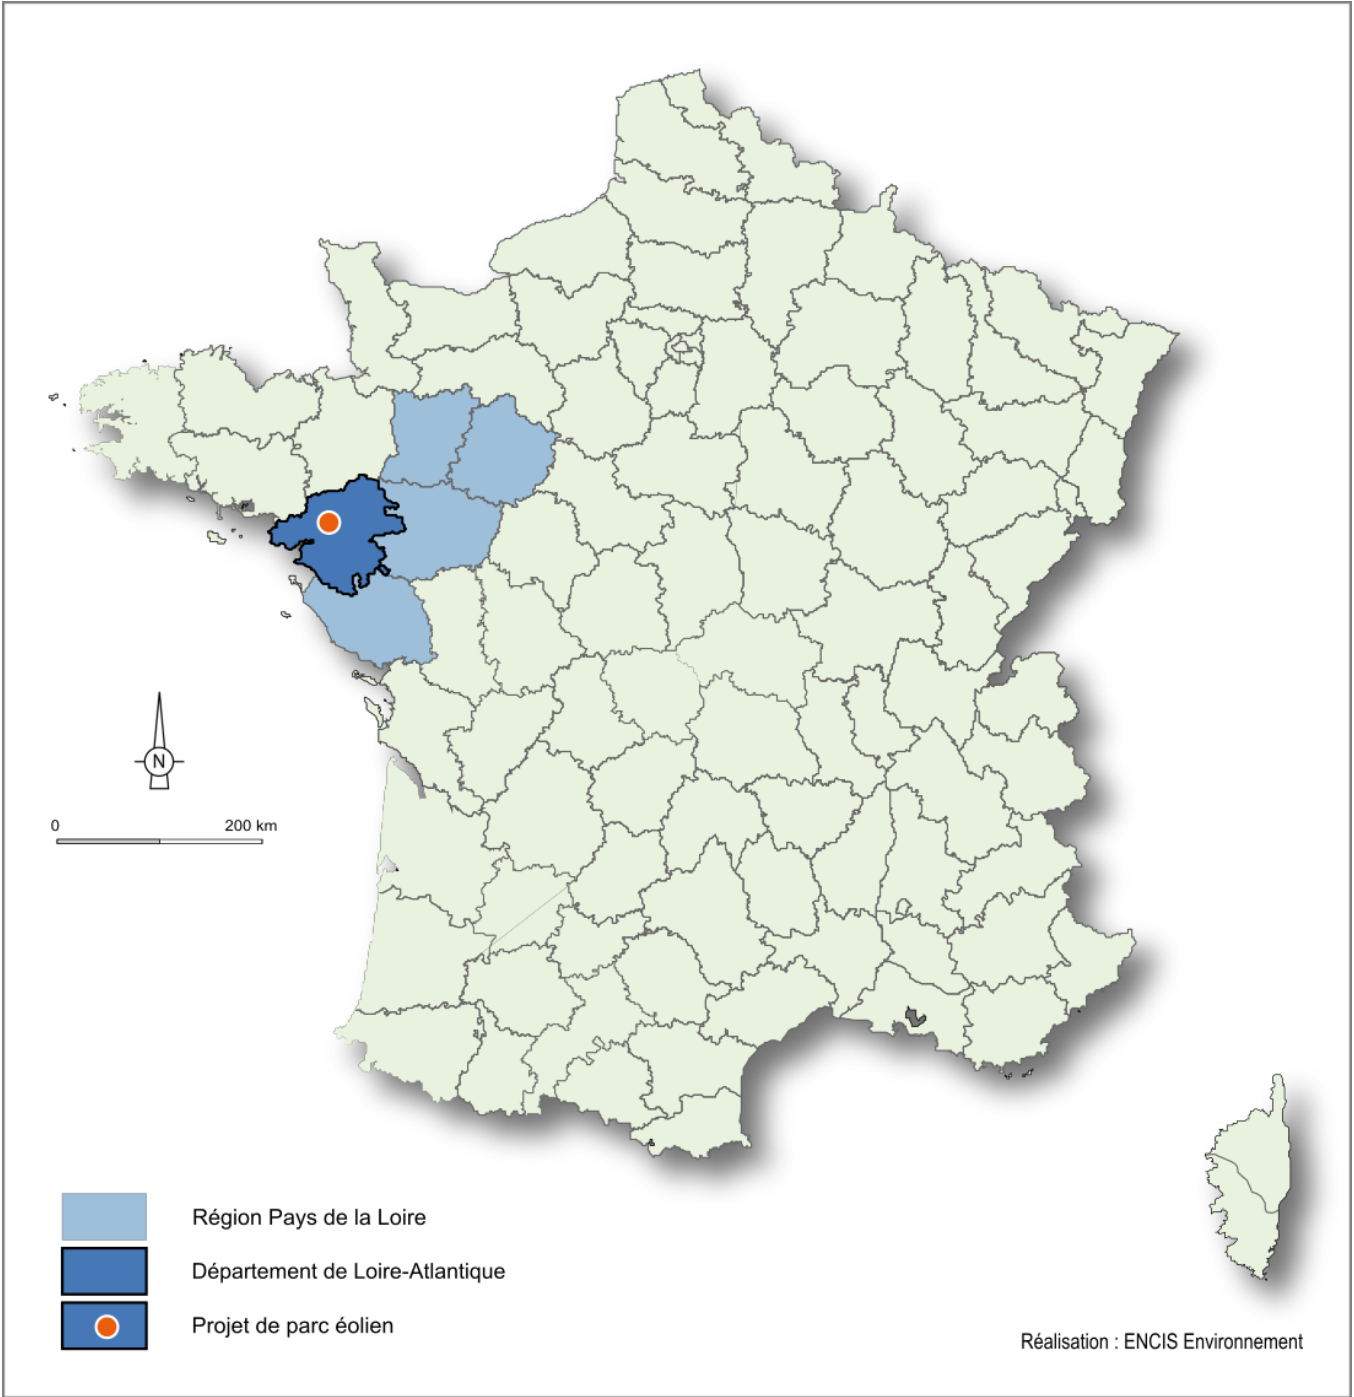 N
0 200 km
Région Pays de la Loire
Département de Loire-Atlantique
Projet de parc éolien
Réalisation : ENCIS Environnement